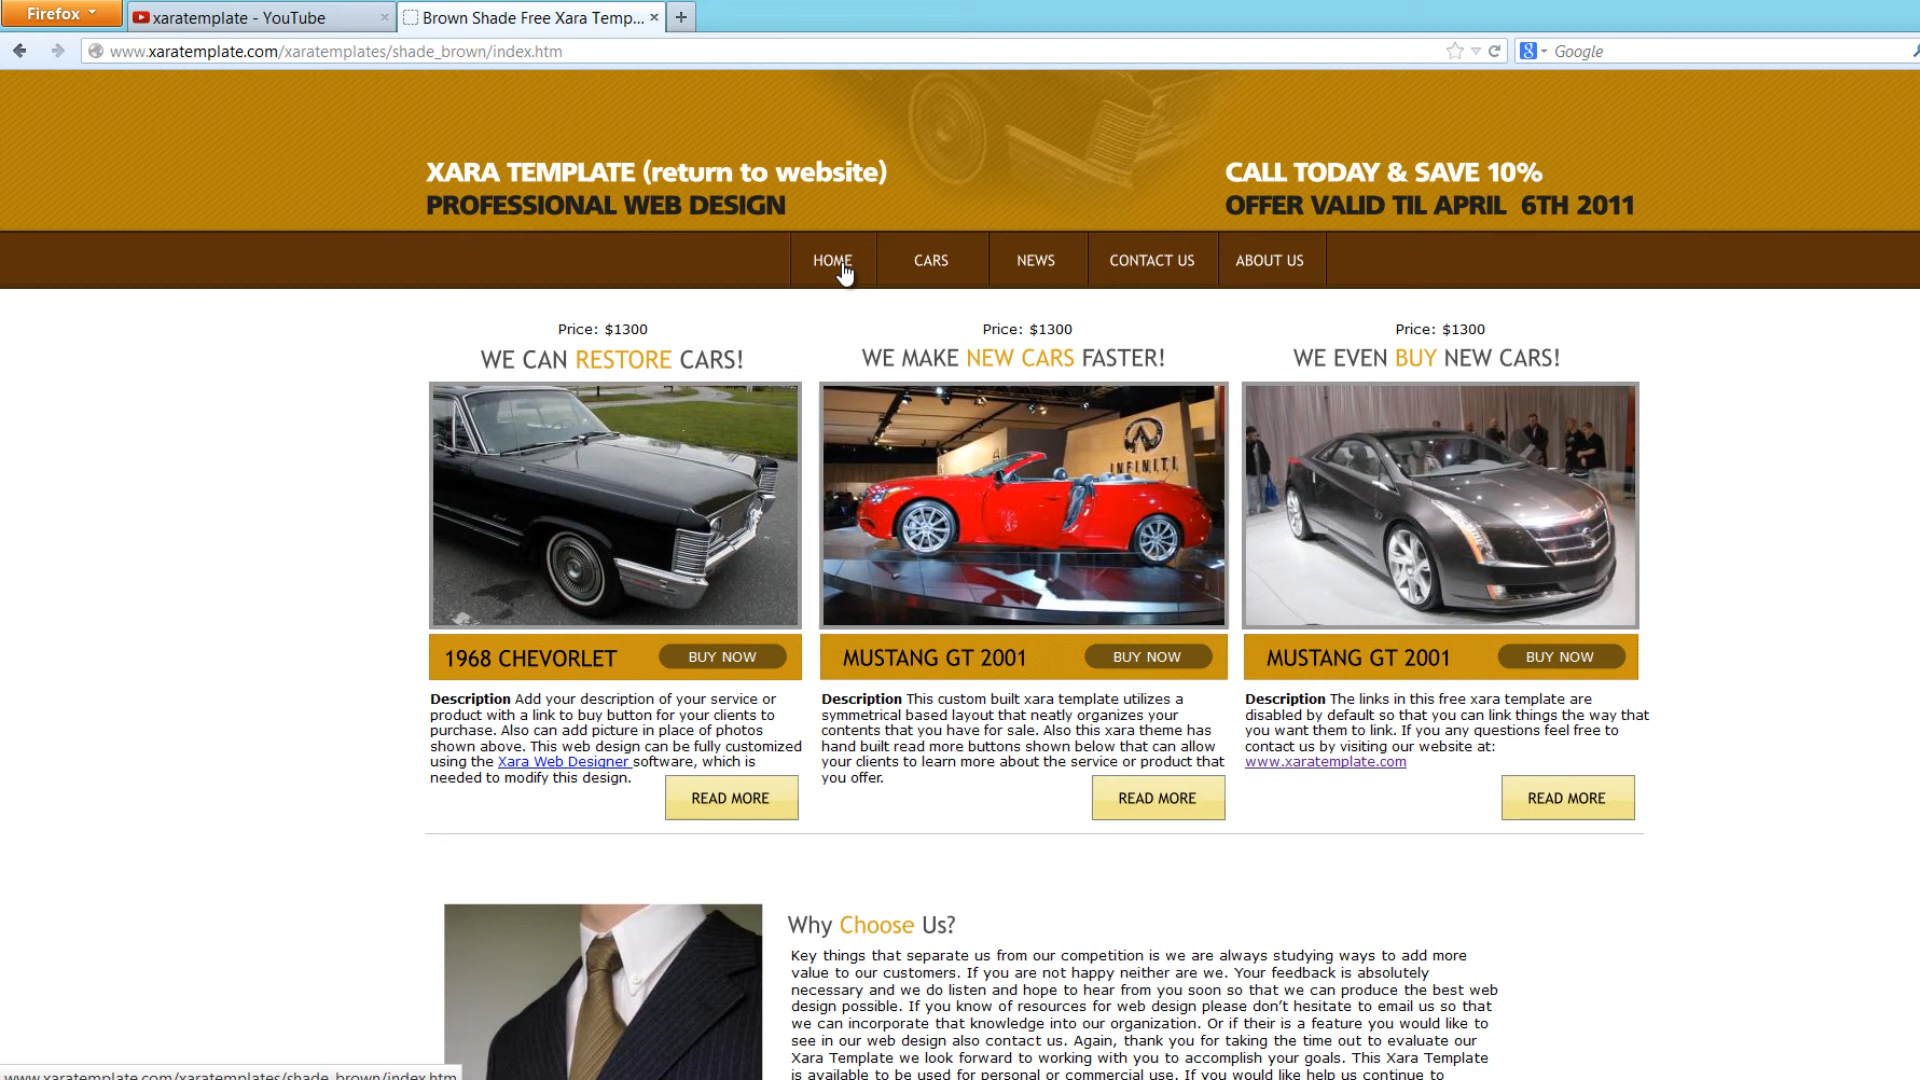 Firefox
xaratemplate - YouTube
Brown Shade Free Xara Temp...
www.xaratemplate.com/xaratemplates/shade_brown/index.htm
Google
XARA TEMPLATE (return to website)
PROFESSIONAL WEB DESIGN
CALL TODAY & SAVE 10%
OFFER VALID TIL APRIL 6TH 2011
HOME
CARS
NEWS
CONTACT US
ABOUT US
Price: $1300
WE CAN RESTORE CARS!
1968 CHEVORLET
BUY NOW
Description Add your description of your service or
product with a link to buy button for your clients to
purchase. Also can add picture in place of photos
shown above. This web design can be fully customized
using the Xara Web Designer software, which is
needed to modify this design.
READ MORE
Price: $1300
WE MAKE NEW CARS FASTER!
INFINITI
MUSTANG GT 2001
BUY NOW
Description This custom built xara template utilizes a
symmetrical based layout that neatly organizes your
contents that you have for sale. Also this xara theme has
hand built read more buttons shown below that can allow
your clients to learn more about the service or product that
you offer.
READ MORE
Price: $1300
WE EVEN BUY NEW CARS!
MUSTANG GT 2001
BUY NOW
Description The links in this free xara template are
disabled by default so that you can link things the way that
you want them to link. If you any questions feel free to
contact us by visiting our website at:
www.xaratemplate.com
READ MORE
Why Choose Us?
Key things that separate us from our competition is we are always studying ways to add more
value to our customers. If you are not happy neither are we. Your feedback is absolutely
necessary and we do listen and hope to hear from you soon so that we can produce the best web
design possible. If you know of resources for web design please don't hesitate to email us so that
we can incorporate that knowledge into our organization. Or if their is a feature you would like to
see in our web design also contact us. Again, thank you for taking the time out to evaluate our
Xara Template we look forward to working with you to accomplish your goals. This Xara Template
is available to be used for personal or commercial use. If you would like help us continue to
www.xaratemplate.com/xaratemplates/shade_brown/index.htm